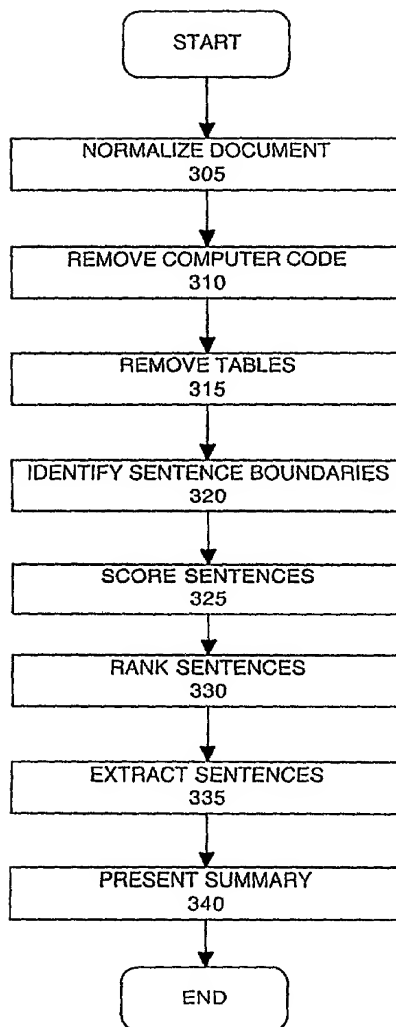 START
NORMALIZE DOCUMENT
305
REMOVE COMPUTER CODE
310
REMOVE TABLES
315
IDENTIFY SENTENCE BOUNDARIES
320
SCORE SENTENCES
325
RANK SENTENCES
330
EXTRACT SENTENCES
335
PRESENT SUMMARY
340
END